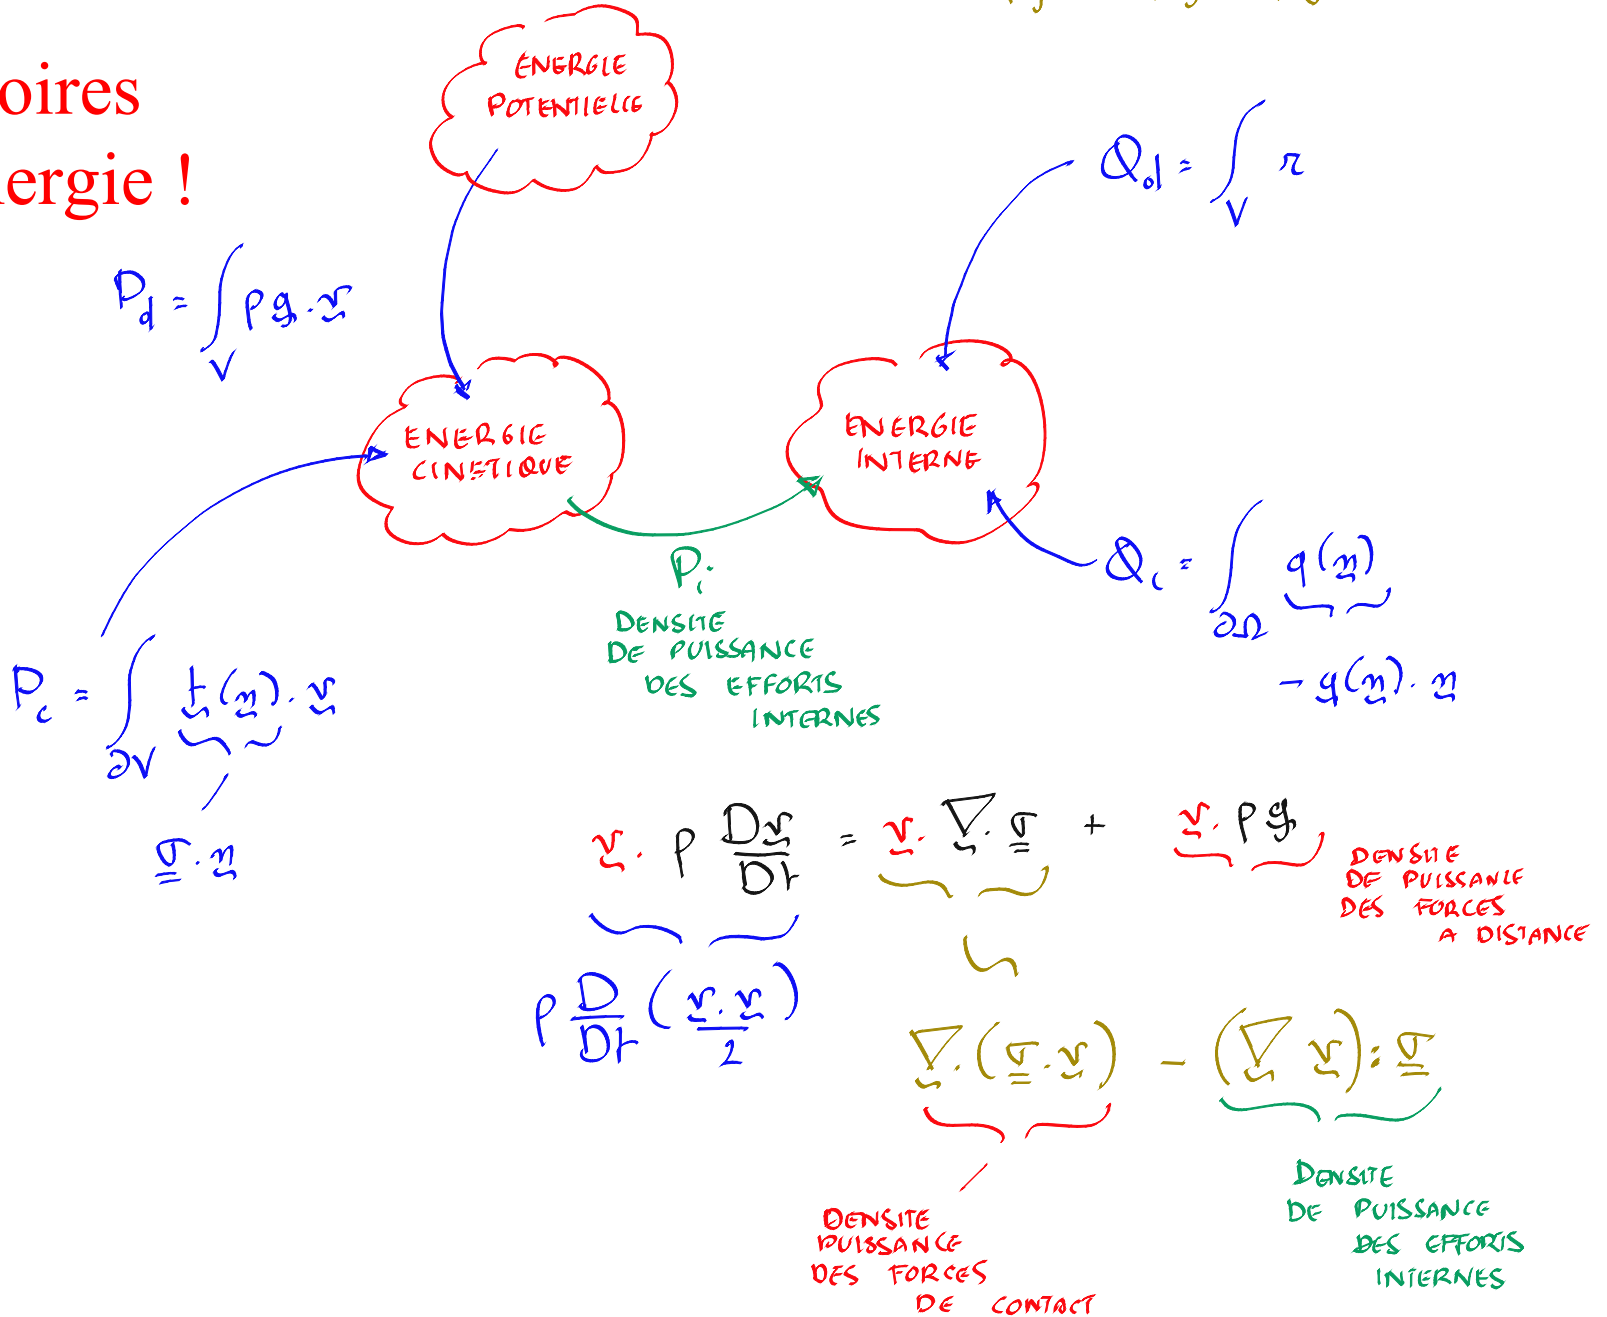 oires
ergie !
ENERGIE
POTENTIELLE
Q_d = ∫_V r
P_d = ∫_V ρ g . v
ENERGIE
CINETIQUE
ENERGIE
INTERNE
P_i
DENSITE
DE PUISSANCE
DES EFFORTS
INTERNES
Q_c = ∫_∂Ω q(n)
- q(n) . n
P_c = ∫_∂V t(n) . v
σ . n
v . ρ Dv/Dt = v . ∇ . σ + v . ρ g
DENSITE
DE PUISSANCE
DES FORCES
A DISTANCE
ρ D/Dt ( v . v / 2 )
∇ . ( σ . v ) - ( ∇ v ) : σ
DENSITE
PUISSANCE
DES FORCES
DE CONTACT
DENSITE
DE PUISSANCE
DES EFFORTS
INTERNES